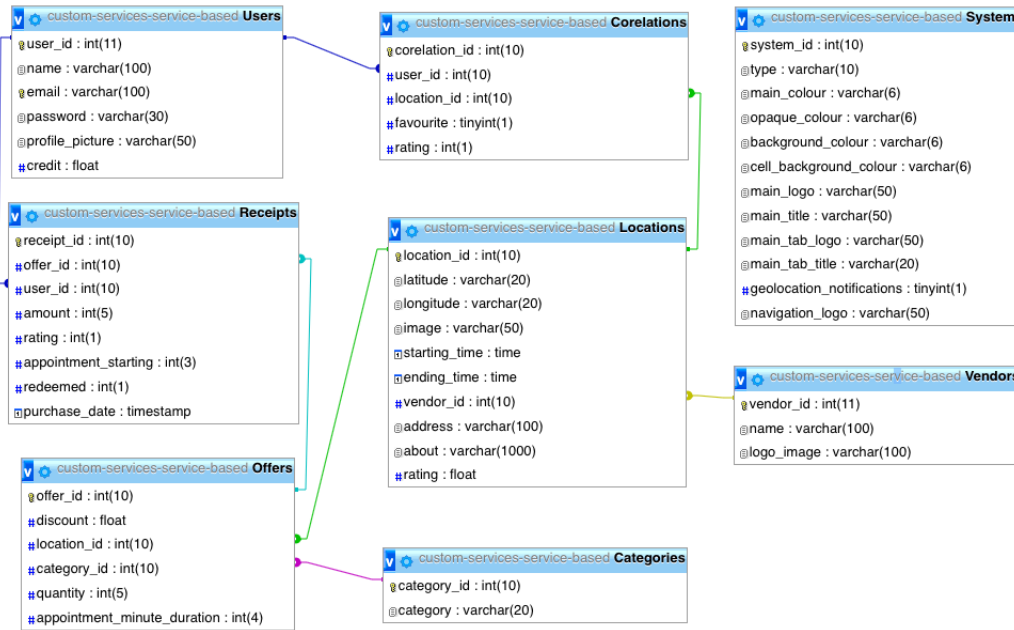 custom-services-service-based Users
user_id : int(11)
name : varchar(100)
email : varchar(100)
password : varchar(30)
profile_picture : varchar(50)
#credit : float
custom-services-service-based Corelations
corelation_id : int(10)
#user_id : int(10)
#location_id : int(10)
#favourite : tinyint(1)
#rating : int(1)
custom-services-service-based System
system_id : int(10)
type : varchar(10)
main_colour : varchar(6)
opaque_colour : varchar(6)
background_colour : varchar(6)
cell_background_colour : varchar(6)
main_logo : varchar(50)
main_title : varchar(50)
main_tab_logo : varchar(50)
main_tab_title : varchar(20)
#geolocation_notifications : tinyint(1)
navigation_logo : varchar(50)
custom-services-service-based Receipts
receipt_id : int(10)
#offer_id : int(10)
#user_id : int(10)
#amount : int(5)
#rating : int(1)
#appointment_starting : int(3)
#redeemed : int(1)
purchase_date : timestamp
custom-services-service-based Locations
location_id : int(10)
latitude : varchar(20)
longitude : varchar(20)
image : varchar(50)
starting_time : time
ending_time : time
#vendor_id : int(10)
address : varchar(100)
about : varchar(1000)
#rating : float
custom-services-service-based Vendors
vendor_id : int(11)
name : varchar(100)
logo_image : varchar(100)
custom-services-service-based Offers
offer_id : int(10)
#discount : float
#location_id : int(10)
#category_id : int(10)
#quantity : int(5)
#appointment_minute_duration : int(4)
custom-services-service-based Categories
category_id : int(10)
category : varchar(20)